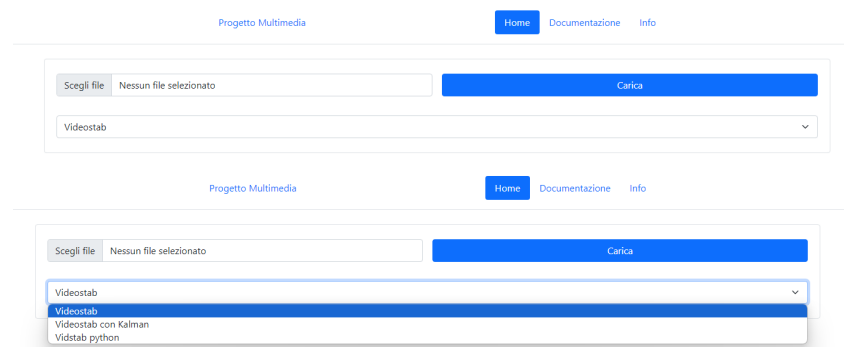 Progetto Multimedia Home Documentazione Info
Scegli file Nessun file selezionato Carica
Videostab
Progetto Multimedia Home Documentazione Info
Scegli file Nessun file selezionato Carica
Videostab
Videostab
Videostab con Kalman
Vidstab python